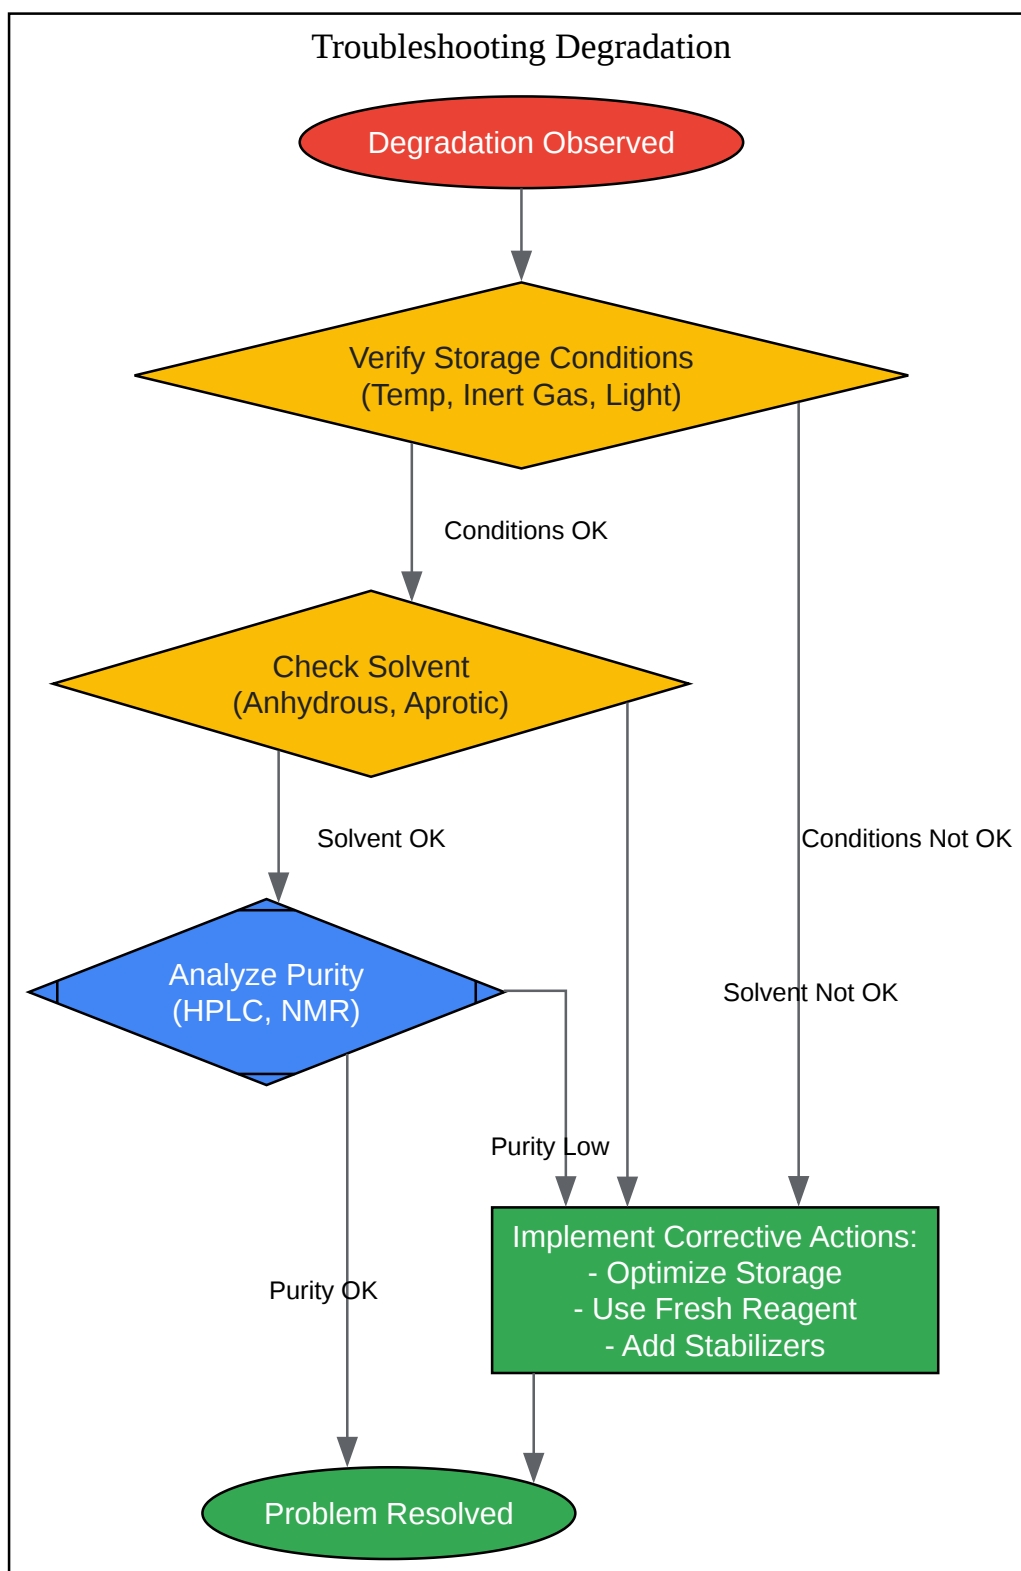 Troubleshooting Degradation
Degradation Observed
Verify Storage Conditions
(Temp, Inert Gas, Light)
Conditions OK
Check Solvent
(Anhydrous, Aprotic)
Solvent OK
Conditions Not OK
Analyze Purity
(HPLC, NMR)
Solvent Not OK
Purity Low
Implement Corrective Actions:
- Optimize Storage
- Use Fresh Reagent
- Add Stabilizers
Purity OK
Problem Resolved